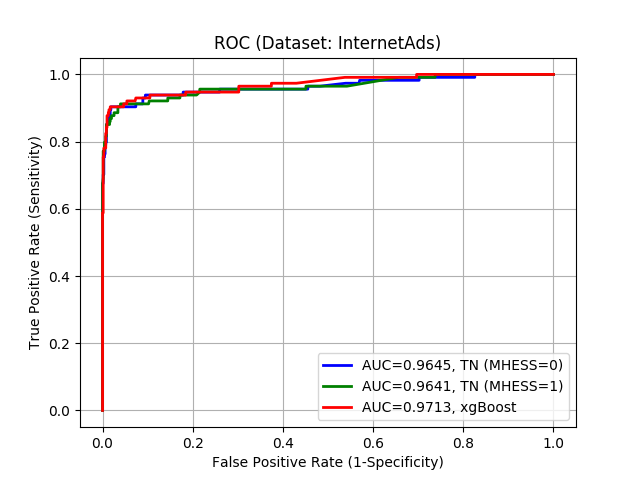 ROC (Dataset: InternetAds)
True Positive Rate (Sensitivity)
1.0
0.8
0.6
0.4
0.2
0.0
AUC=0.9645, TN (MHESS=0)
AUC=0.9641, TN (MHESS=1)
AUC=0.9713, xgBoost
0.0 0.2 0.4 0.6 0.8 1.0
False Positive Rate (1-Specificity)